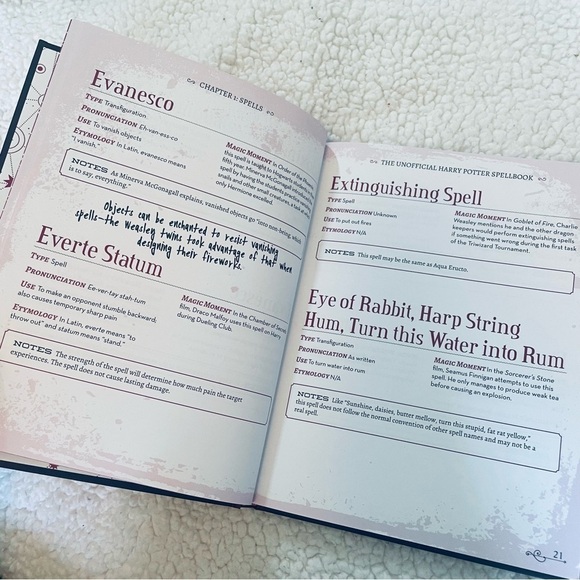 CHAPTER 1: SPELLS
Evanesco
TYPE Transfiguration
PRONUNCIATION Eh-van-ess-co
USE To vanish objects
ETYMOLOGY In Latin, evanesco means
"I vanish."
MAGIC MOMENT In Order of the Phoenix,
this spell is taught to Hogwarts students
fifth year. Minerva McGonagall introduces
spell by having the students practice
snails and other small creatures, a task at
only Hermione excelled
NOTES As Minerva McGonagall explains, vanished objects go "into non-being, which
is to say, everything."
Objects can be enchanted to resist vanishing
spells—the Weasley twins took advantage of that when
designing their fireworks.
Everte Statum
TYPE Spell
PRONUNCIATION Ee-ver-tay stah-tum
USE To make an opponent stumble backward;
also causes temporary sharp pain
ETYMOLOGY In Latin, everte means "to
throw out" and statum means "stand."
MAGIC MOMENT In the Chamber of Secrets
film, Draco Malfoy uses this spell on Harry
during Dueling Club.
NOTES The strength of the spell will determine how much pain the target
experiences. The spell does not cause lasting damage.
THE UNOFFICIAL HARRY POTTER SPELLBOOK
Extinguishing Spell
TYPE Spell
PRONUNCIATION Unknown
USE To put out fires
ETYMOLOGY N/A
MAGIC MOMENT In Goblet of Fire, Charlie
Weasley mentions he and the other dragon
keepers would perform extinguishing spells
if something went wrong during the first task
of the Triwizard Tournament.
NOTES This spell may be the same as Aqua Eructo.
Eye of Rabbit, Harp String
Hum, Turn this Water into Rum
TYPE Transfiguration
PRONUNCIATION As written
USE To turn water into rum
ETYMOLOGY N/A
MAGIC MOMENT In the Sorcerer's Stone
film, Seamus Finnigan attempts to use this
spell. He only manages to produce weak tea
before causing an explosion.
NOTES Like "Sunshine, daisies, butter mellow, turn this stupid, fat rat yellow,"
this spell does not follow the normal convention of other spell names and may not be a
real spell.
21